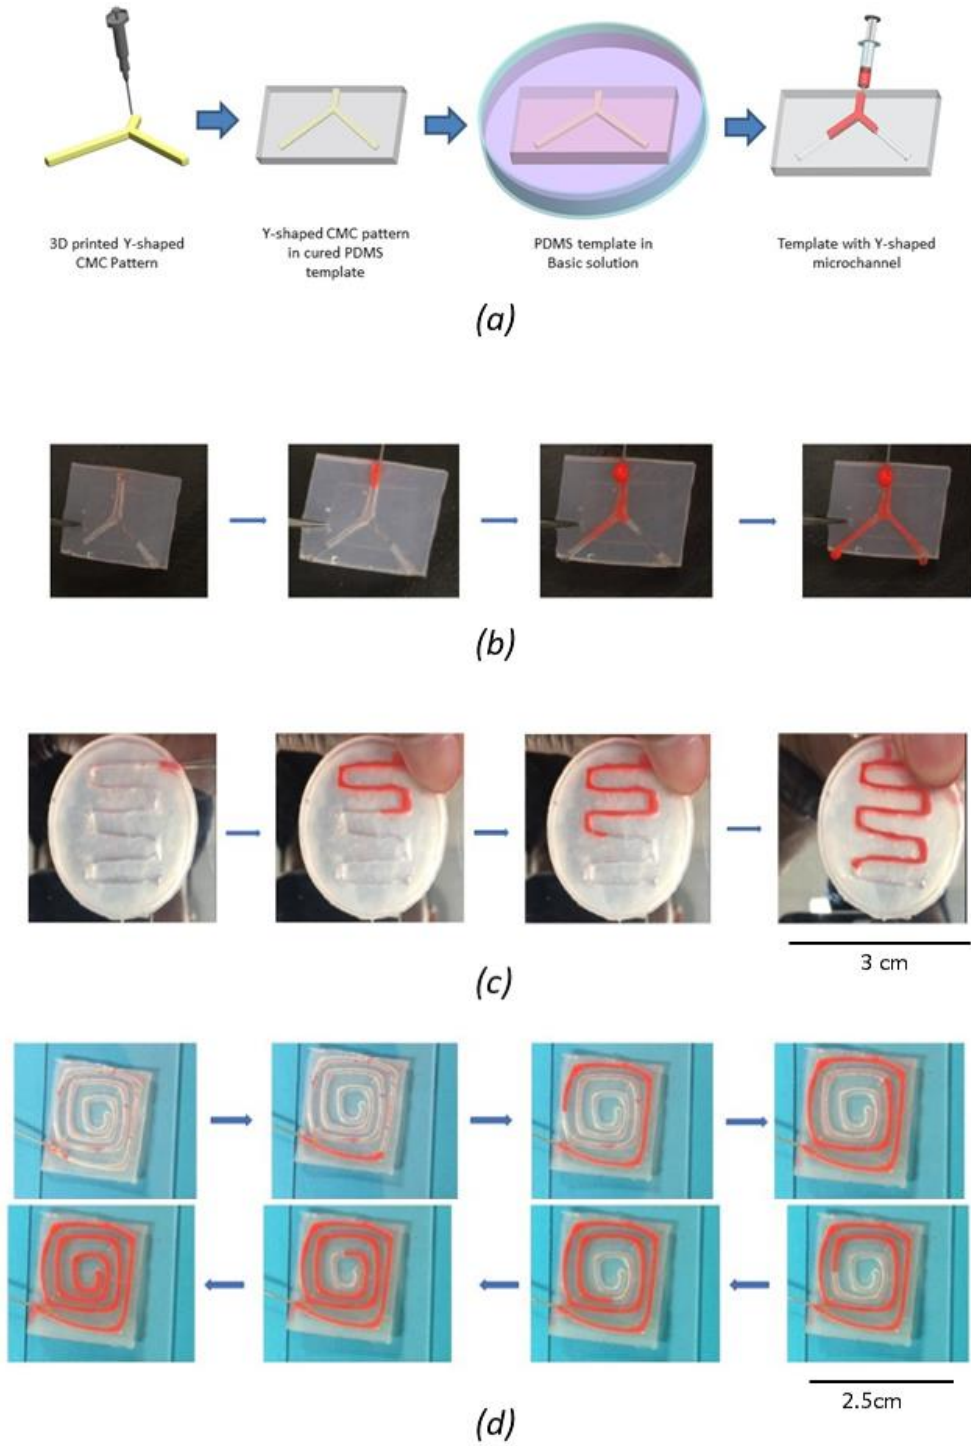 3D printed Y-shaped
CMC Pattern
Y-shaped CMC pattern
in cured PDMS
template
PDMS template in
Basic solution
Template with Y-shaped
microchannel
(a)
(b)
3 cm
(c)
2.5cm
(d)